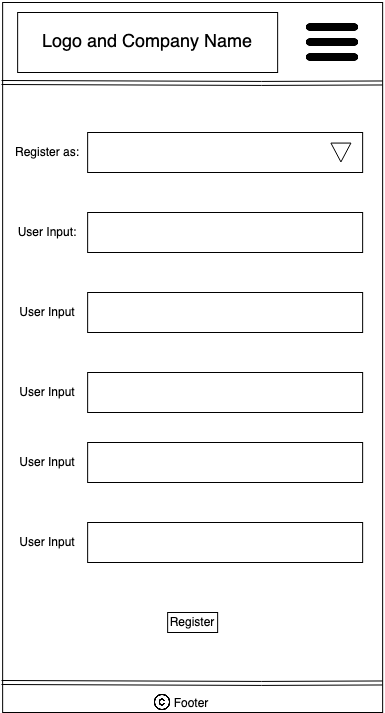 Logo and Company Name
Register as:
User Input:
User Input
User Input
User Input
User Input
Register
© Footer